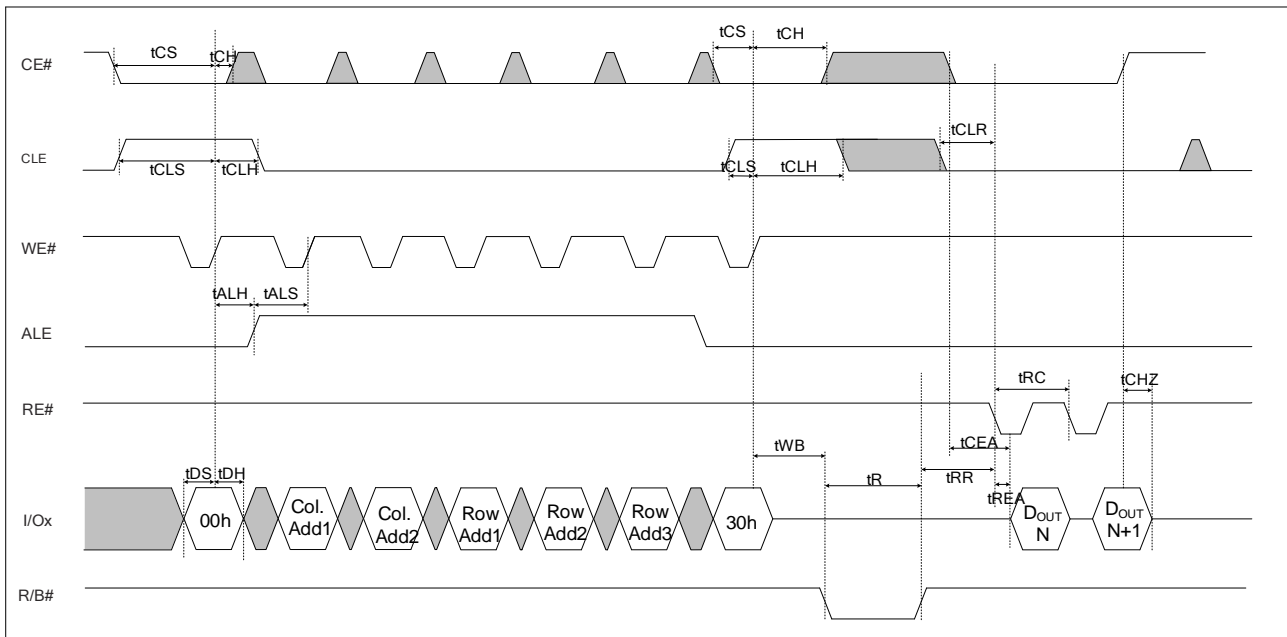 tCS
tCH
tCS
tCH
CE#
tCLR
CLE
tCLS
tCLH
tCLS
tCLH
WE#
tALH
tALS
ALE
tRC
tCHZ
RE#
tCEA
tWB
tDS
tDH
tR
tRR
tREA
I/Ox
00h
Col.
Add1
Col.
Add2
Row
Add1
Row
Add2
Row
Add3
30h
DOUT
N
DOUT
N+1
R/B#